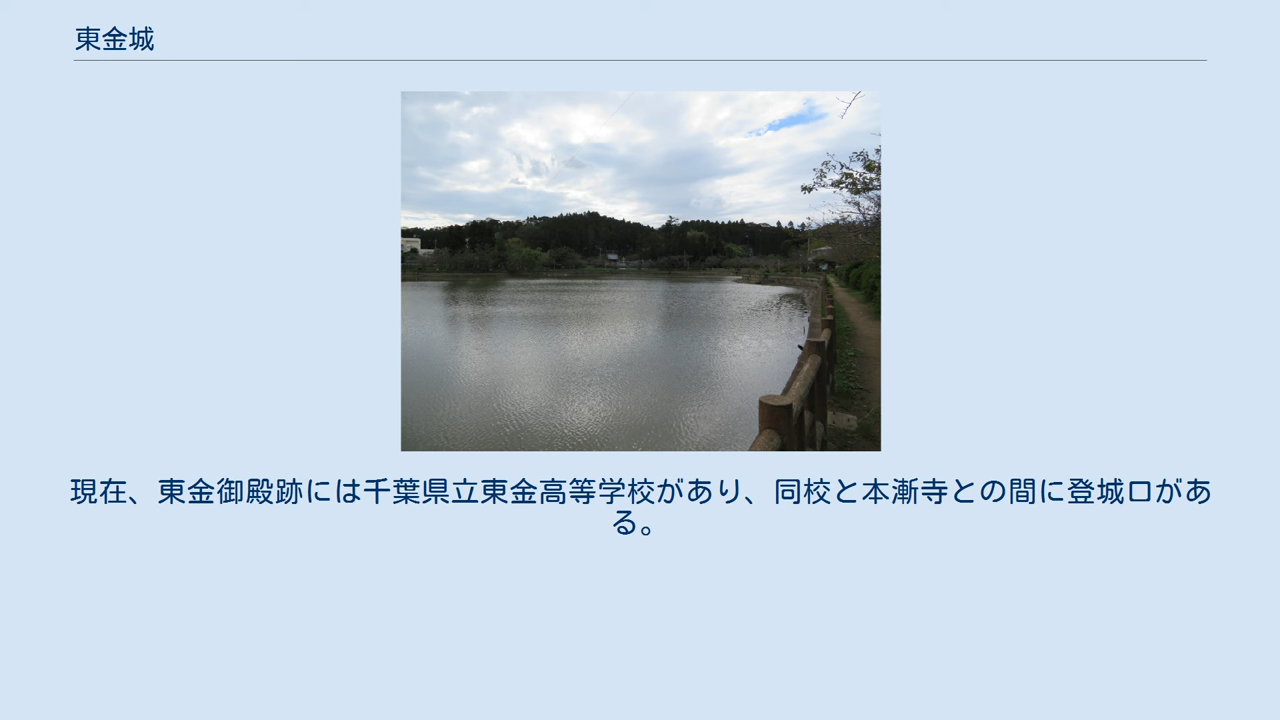 東金城
現在、東金御殿跡には千葉県立東金高等学校があり、同校と本漸寺との間に登城口があ
る。